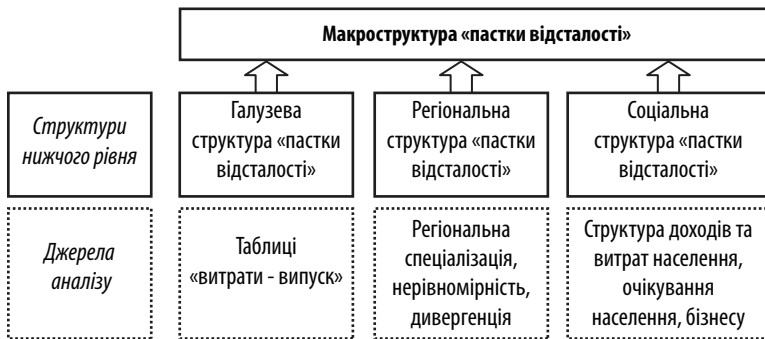 Макроструктура «пастки відсталості»
Структури
нижчого рівня
Галузева
структура «пастки
відсталості»
Регіональна
структура «пастки
відсталості»
Соціальна
структура «пастки
відсталості»
Джерела
аналізу
Таблиці
«витрати - випуск»
Регіональна
спеціалізація,
нерівномірність,
дивергенція
Структура доходів та
витрат населення,
очікування
населення, бізнесу